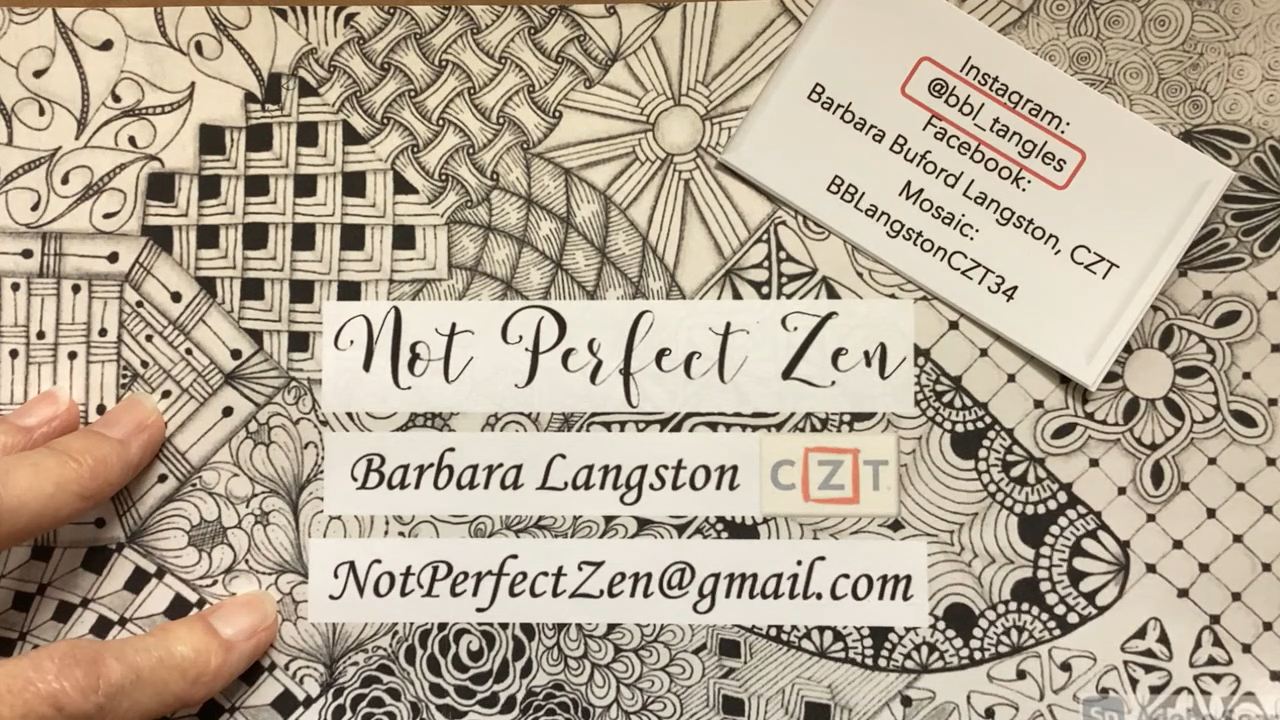 Instagram:
@bbl_tangles
Facebook:
Barbara Buford Langston, CZT
Mosaic:
BBLangstonCZT34
Not Perfect Zen
Barbara Langston CZT
NotPerfectZen@gmail.com